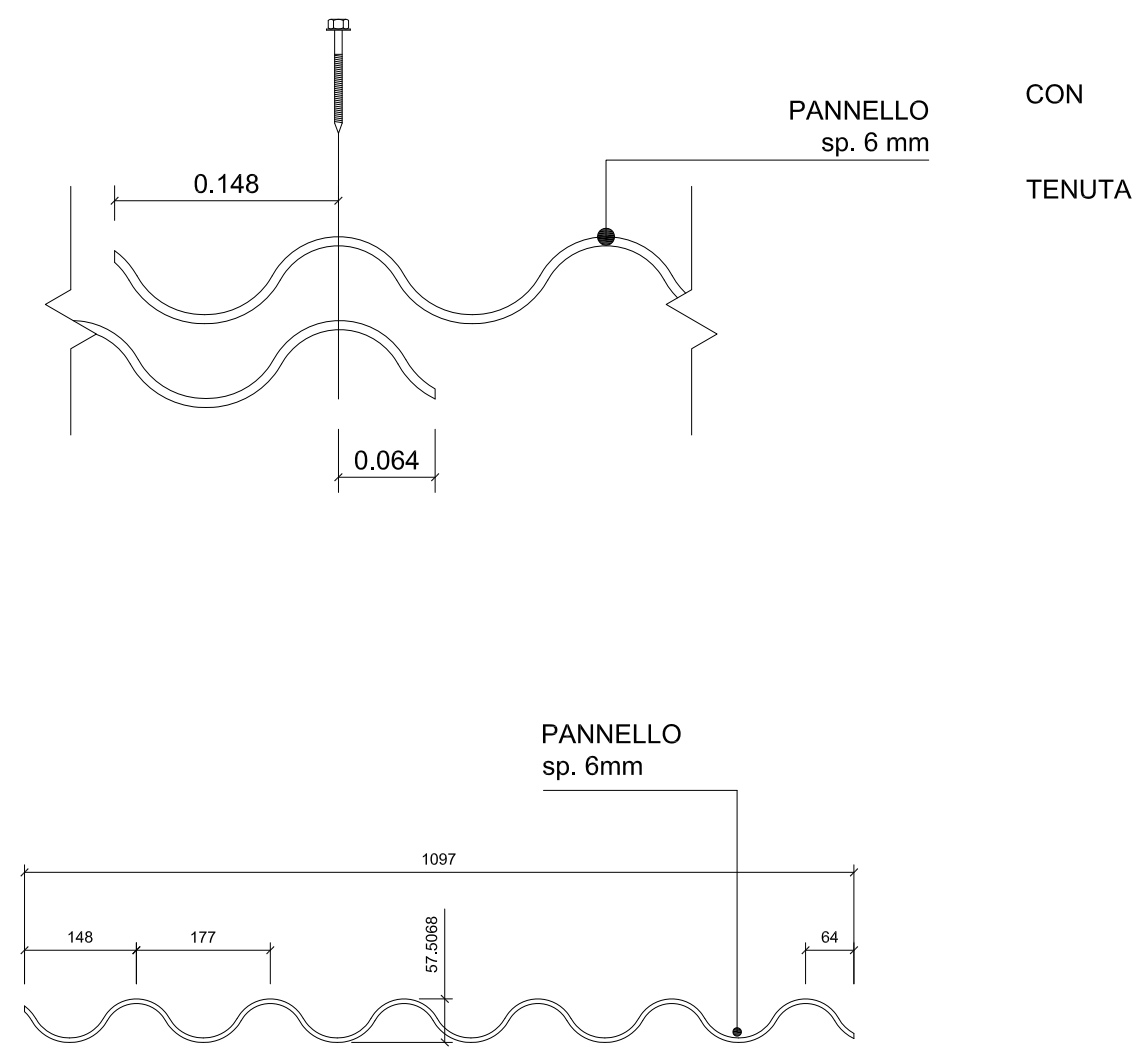 CON
PANNELLO
sp. 6 mm
TENUTA
0.148
0.064
PANNELLO
sp. 6mm
1097
148
177
57.5068
64